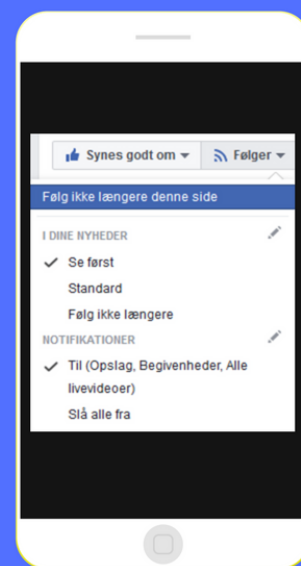 Synes godt om Følger
Følg ikke længere denne side
I DINE NYHEDER
Se først
Standard
Følg ikke længere
NOTIFIKATIONER
Til (Opslag, Begivenheder, Alle
livevideoer)
Slå alle fra